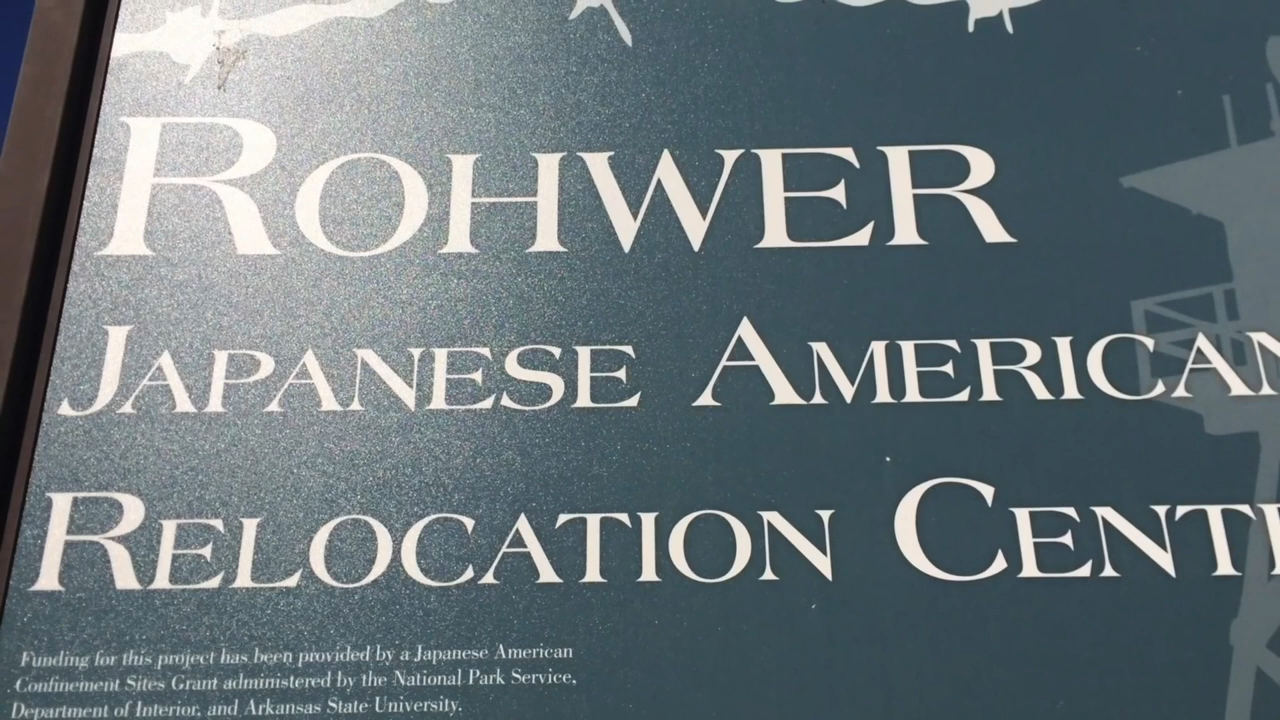 ROHWER
JAPANESE AMERICAN
RELOCATION CENTE
Funding for this project has been provided by a Japanese American
Confinement Sites Grant administered by the National Park Service,
Department of Interior, and Arkansas State University.